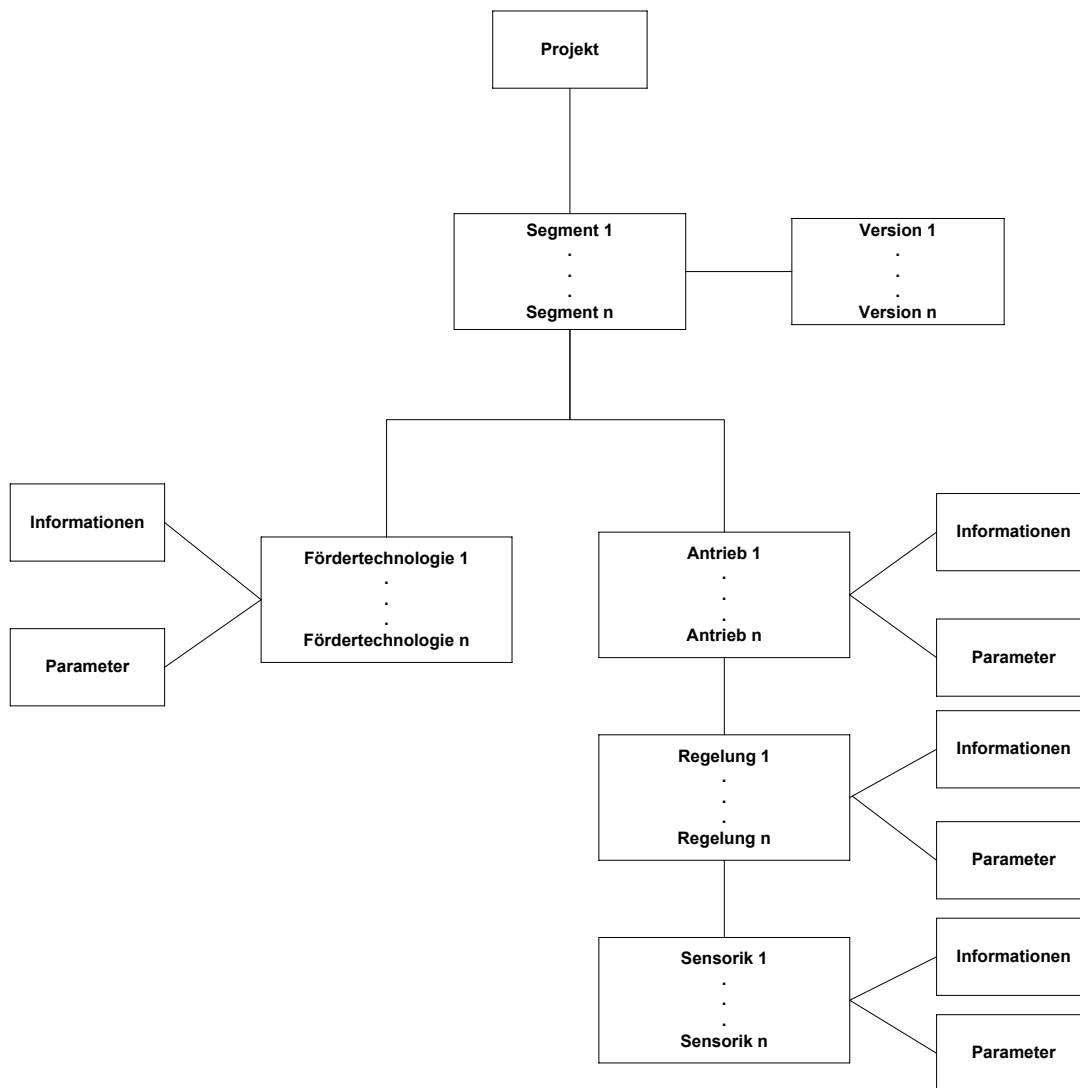 Projekt
Segment 1
.
.
.
Segment n
Version 1
.
.
.
Version n
Informationen
Parameter
Fördertechnologie 1
.
.
.
Fördertechnologie n
Antrieb 1
.
.
.
Antrieb n
Informationen
Parameter
Regelung 1
.
.
.
Regelung n
Informationen
Parameter
Sensorik 1
.
.
.
Sensorik n
Informationen
Parameter